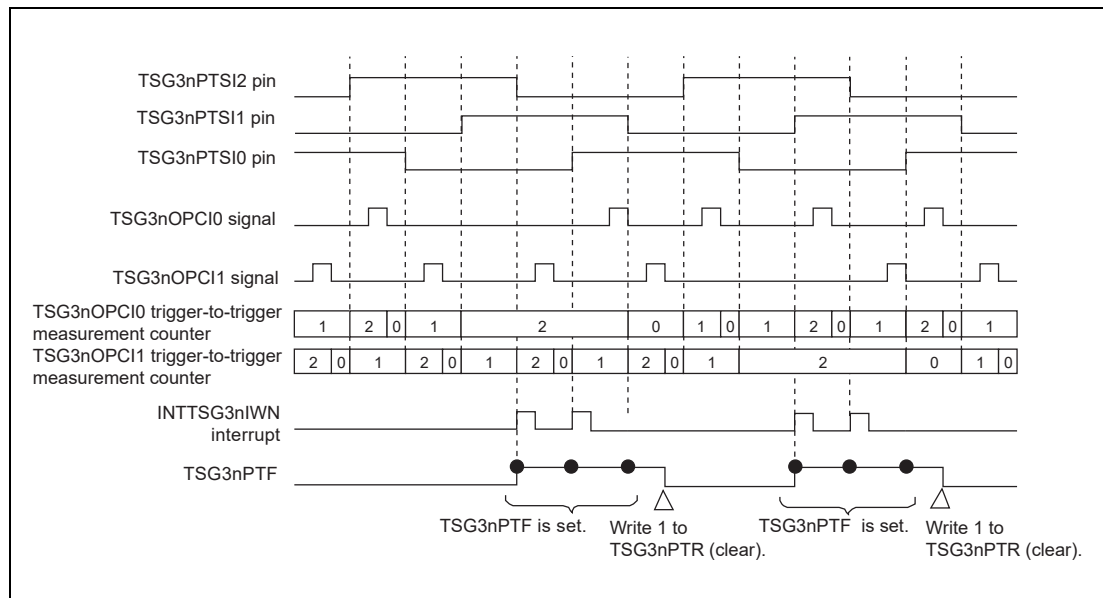 TSG3nPTSI2 pin
TSG3nPTSI1 pin
TSG3nPTSI0 pin
TSG3nOPCI0 signal
TSG3nOPCI1 signal
TSG3nOPCI0 trigger-to-trigger
measurement counter
1 2 0 1 2 0 1 0 1 2 0 1 2 0 1
TSG3nOPCI1 trigger-to-trigger
measurement counter
2 0 1 2 0 1 2 0 1 2 0 1 2 0 1 0
INTTSG3nIWN
interrupt
TSG3nPTF
TSG3nPTF is set.
Write 1 to
TSG3nPTR (clear).
TSG3nPTF is set.
Write 1 to
TSG3nPTR (clear).